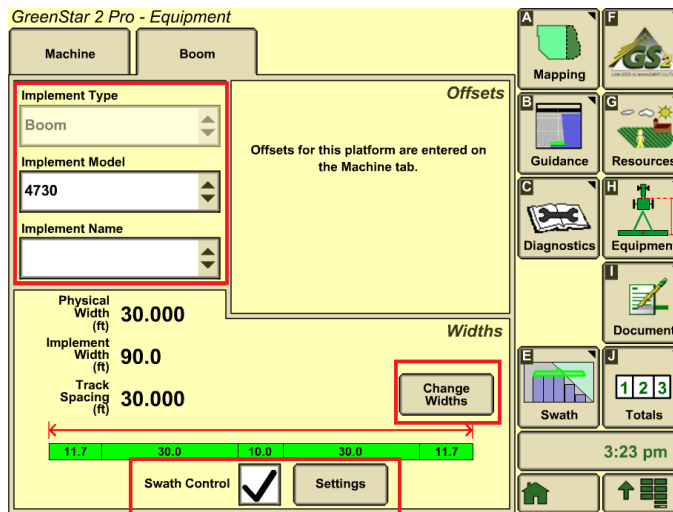 GreenStar 2 Pro - Equipment
Machine
Boom
Implement Type
Boom
Implement Model
4730
Implement Name
Offsets
Offsets for this platform are entered on
the Machine tab.
Physical
Width
(ft)
30.000
Implement
Width
(ft)
90.0
Track
Spacing
(ft)
30.000
Widths
Change
Widths
11.7 30.0 10.0 30.0 11.7
Swath Control
Settings
A
Mapping
F
GS2
B
Guidance
G
Resources
C
Diagnostics
H
Equipmen
I
Document
E
Swath
J
1 2 3
Totals
3:23 pm